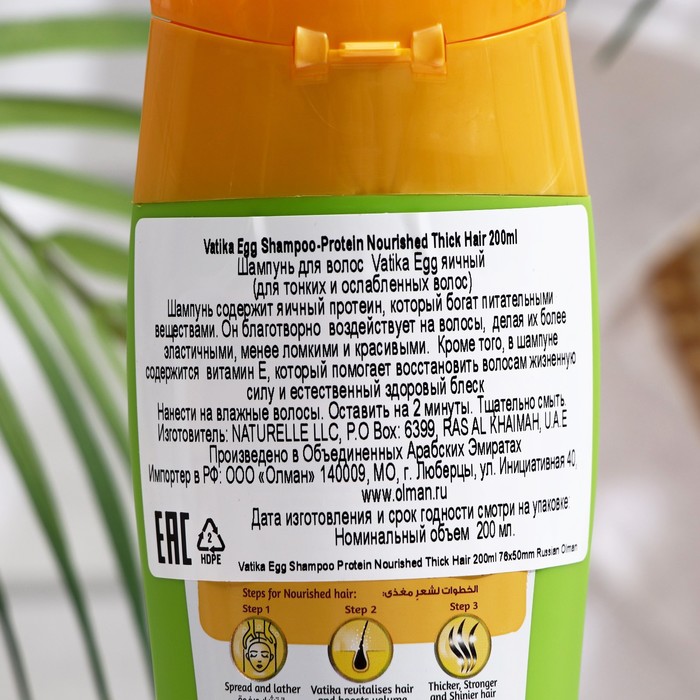 Vatika Egg Shampoo-Protein Nourished Thick Hair 200ml
Шампунь для волос Vatika Egg яичный
(для тонких и ослабленных волос)
Шампунь содержит яичный протеин, который богат питательными
веществами. Он благотворно воздействует на волосы, делая их более
эластичными, менее ломкими и красивыми. Кроме того, в шампуне
содержится витамин Е, который помогает восстановить волосам жизненную
силу и естественный здоровый блеск
Нанести на влажные волосы. Оставить на 2 минуты. Тщательно смыть.
Изготовитель: NATURELLE LLC, P.O Box: 6399, RAS AL KHAIMAH, U.A.E
Произведено в Объединенных Арабских Эмиратах
Импортер в РФ: ООО «Олман» 140009, МО, г. Люберцы, ул. Инициативная 40,
www.olman.ru
Дата изготовления и срок годности смотри на упаковке.
Номинальный объем 200 мл.
EAC 2 HDPE
Vatika Egg Shampoo Protein Nourished Thick Hair 200ml 76x50mm Russian Olman
Steps for Nourished hair: الخطوات لشعر مغذى:
Step 1 Step 2 Step 3
Spread and lather Vatika revitalises hair Thicker, Stronger
and boosts volume and Shinier hair